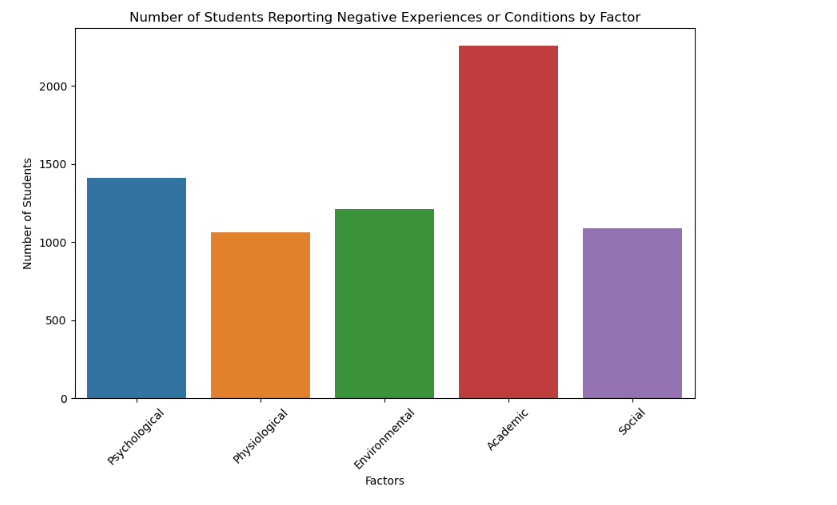 Number of Students Reporting Negative Experiences or Conditions by Factor
Number of Students
2000
1500
1000
500
0
Psychological
Physiological
Environmental
Academic
Social
Factors